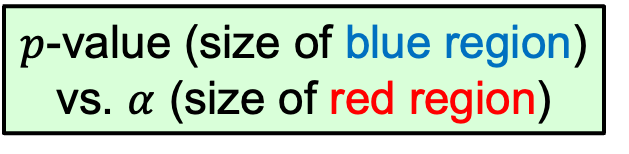 𝑝-value (size of blue region)
vs. 𝛼 (size of red region)